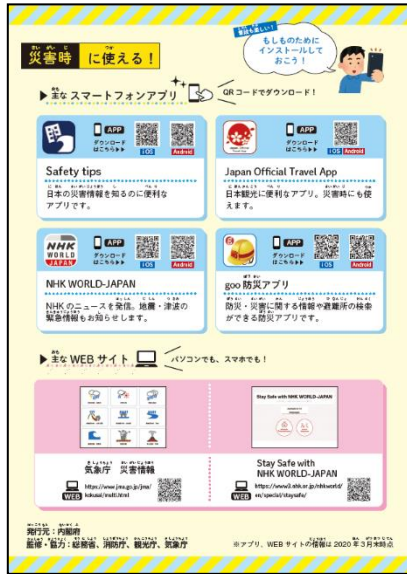 登録も楽しい！
もしものために
インストールして
おこう！
災害時 に使える！
▶主なスマートフォンアプリ
QRコードでダウンロード！
APP
ダウンロード
はこちら▶▶
iOS Android
Safety tips
日本の災害情報を知るのに便利な
アプリです。
APP
ダウンロード
はこちら▶▶
iOS Android
Japan Official Travel App
日本観光に便利なアプリ。災害時にも使
えます。
NHK
WORLD
JAPAN
APP
ダウンロード
はこちら▶▶
iOS Android
NHK WORLD-JAPAN
NHKのニュースを発信。地震・津波の
緊急情報もお知らせします。
APP
ダウンロード
はこちら▶▶
iOS Android
goo 防災アプリ
防災・災害に関する情報や避難所の検索
ができる防災アプリです。
▶主なWEBサイト
パソコンでも、スマホでも！
気象庁 災害情報
WEB
https://www.jma.go.jp/jma/
kokusai/multi.html
Stay Safe with NHK WORLD-JAPAN
Stay Safe with
NHK WORLD-JAPAN
WEB
https://www3.nhk.or.jp/nhkworld/
en/special/staysafe/
発行元：内閣府
監修・協力：総務省、消防庁、観光庁、気象庁
※アプリ、WEBサイトの情報は2020年3月末時点